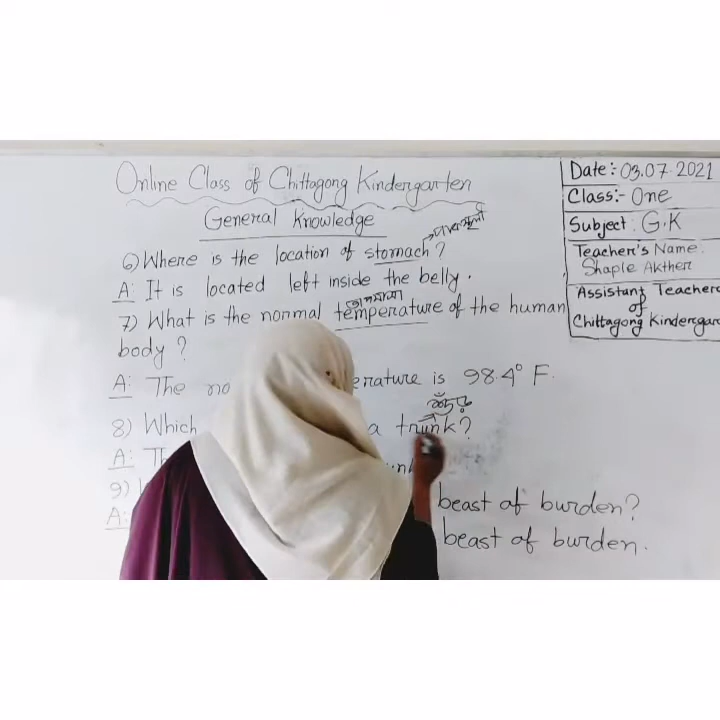 Online Class of Chittagong Kindergarten
General Knowledge
6) Where is the location of stomach?
A: It is located left inside the belly.
তাপমাত্রা
7) What is the normal temperature of the human
body?
A: The no erature is 98.4° F.
8) Which a trunk?
A: Th unk
9) beast of burden?
A: beast of burden.
Date: 03.07.2021
Class:- One
Subject: G.K
Teacher's Name:
Shaple Akther
Assistant Teacher
of
Chittagong Kindergar